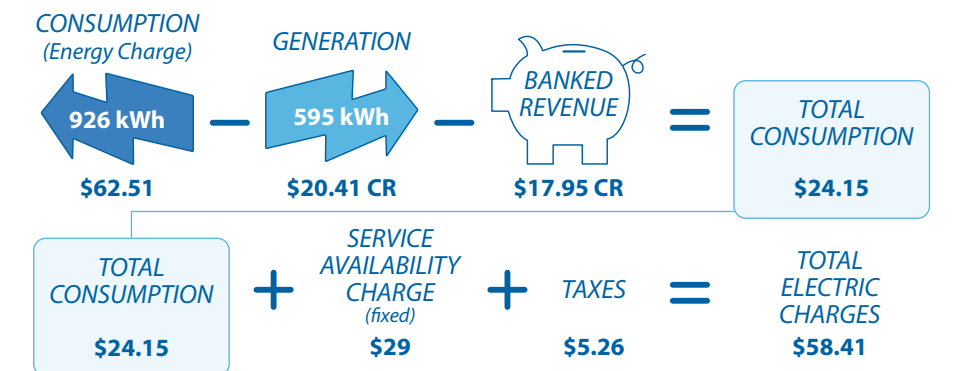 CONSUMPTION
(Energy Charge)
926 kWh
$62.51
—
GENERATION
595 kWh
$20.41 CR
—
BANKED
REVENUE
$17.95 CR
=
TOTAL
CONSUMPTION
$24.15
TOTAL
CONSUMPTION
$24.15
+
SERVICE
AVAILABILITY
CHARGE
(fixed)
$29
+
TAXES
$5.26
=
TOTAL
ELECTRIC
CHARGES
$58.41